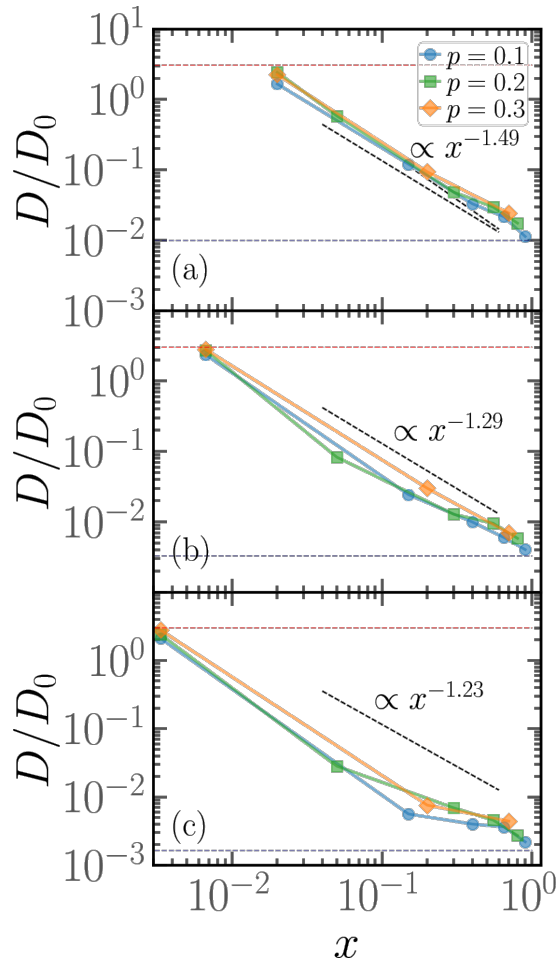 10^1
10^0
10^{-1}
10^{-2}
10^{-3}
D/D_0
p = 0.1
p = 0.2
p = 0.3
∝ x^{-1.49}
(a)
10^0
10^{-1}
10^{-2}
D/D_0
∝ x^{-1.29}
(b)
10^0
10^{-1}
10^{-2}
10^{-3}
D/D_0
∝ x^{-1.23}
(c)
10^{-2} 10^{-1} 10^0
x